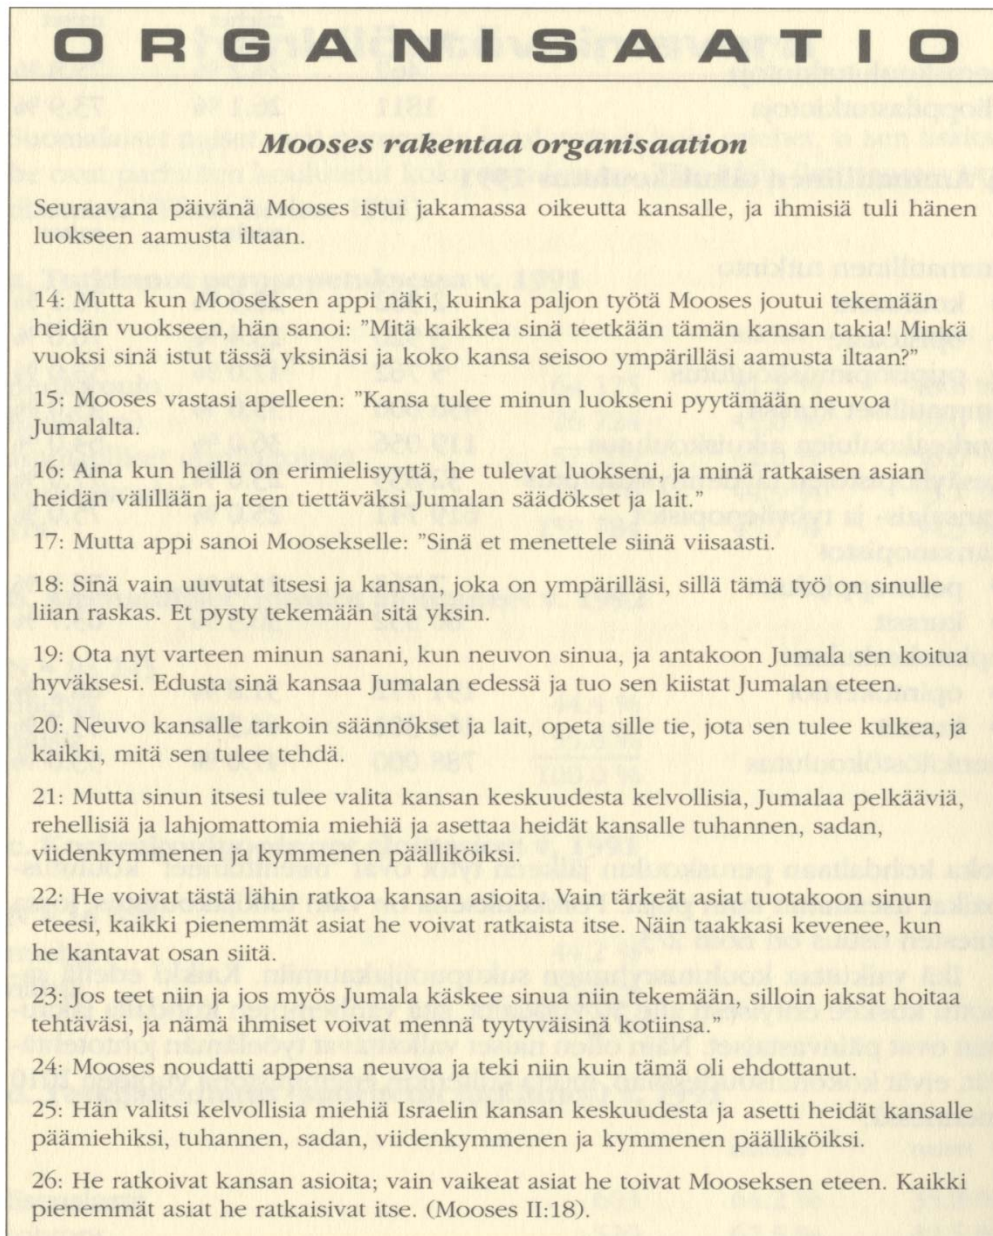 ORGANISAATIO
Mooses rakentaa organisaation
Seuraavana päivänä Mooses istui jakamassa oikeutta kansalle, ja ihmisiä tuli hänen
luokseen aamusta iltaan.
14: Mutta kun Mooseksen appi näki, kuinka paljon työtä Mooses joutui tekemään
heidän vuokseen, hän sanoi: ”Mitä kaikkea sinä teetkään tämän kansan takia! Minkä
vuoksi sinä istut tässä yksinäsi ja koko kansa seisoo ympärilläsi aamusta iltaan?”
15: Mooses vastasi apelleen: ”Kansa tulee minun luokseni pyytämään neuvoa
Jumalalta.
16: Aina kun heillä on erimielisyyttä, he tulevat luokseni, ja minä ratkaisen asian
heidän välillään ja teen tiettäväksi Jumalan säädökset ja lait.”
17: Mutta appi sanoi Moosekselle: ”Sinä et menettele siinä viisaasti.
18: Sinä vain uuvutat itsesi ja kansan, joka on ympärilläsi, sillä tämä työ on sinulle
liian raskas. Et pysty tekemään sitä yksin.
19: Ota nyt varteen minun sanani, kun neuvon sinua, ja antakoon Jumala sen koitua
hyväksesi. Edusta sinä kansaa Jumalan edessä ja tuo sen kiistat Jumalan eteen.
20: Neuvo kansalle tarkoin säännökset ja lait, opeta sille tie, jota sen tulee kulkea, ja
kaikki, mitä sen tulee tehdä.
21: Mutta sinun itsesi tulee valita kansan keskuudesta kelvollisia, Jumalaa pelkääviä,
rehellisiä ja lahjomattomia miehiä ja asettaa heidät kansalle tuhannen, sadan,
viidenkymmenen ja kymmenen päälliköiksi.
22: He voivat tästä lähin ratkoa kansan asioita. Vain tärkeät asiat tuotakoon sinun
eteesi, kaikki pienemmät asiat he voivat ratkaista itse. Näin taakkasi kevenee, kun
he kantavat osan siitä.
23: Jos teet niin ja jos myös Jumala käskee sinua niin tekemään, silloin jaksat hoitaa
tehtäväsi, ja nämä ihmiset voivat mennä tyytyväisinä kotiinsa.”
24: Mooses noudatti appensa neuvoa ja teki niin kuin tämä oli ehdottanut.
25: Hän valitsi kelvollisia miehiä Israelin kansan keskuudesta ja asetti heidät kansalle
päämiehiksi, tuhannen, sadan, viidenkymmenen ja kymmenen päälliköiksi.
26: He ratkoivat kansan asioita; vain vaikeat asiat he toivat Mooseksen eteen. Kaikki
pienemmät asiat he ratkaisivat itse. (Mooses II:18).